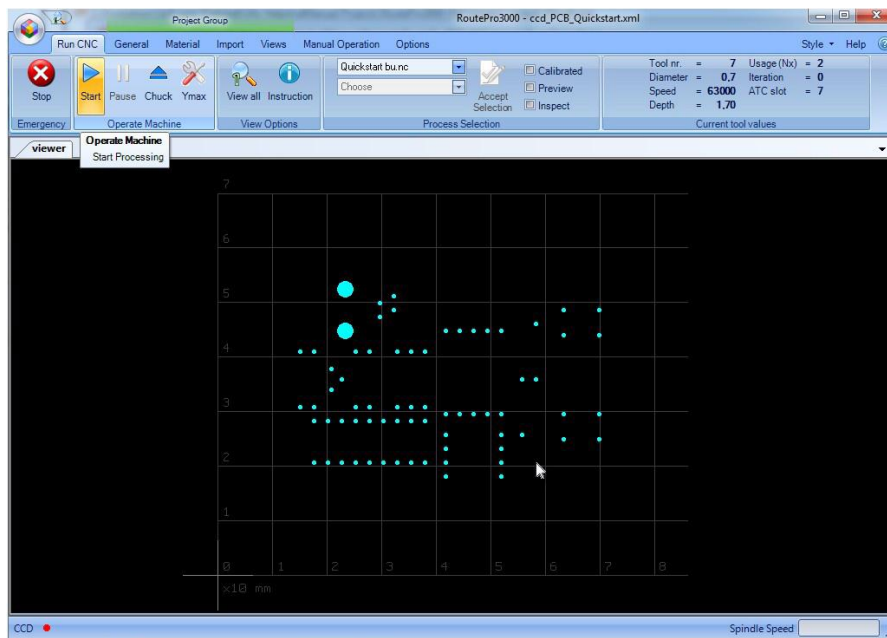 Project Group
RoutePro3000 - ccd_PCB_Quickstart.xml
Run CNC General Material Import Views Manual Operation Options Style Help
Stop Start Pause Chuck Ymax View all Instruction
Quickstart bu.nc
Choose
Accept
Selection
Calibrated
Preview
Inspect
Tool nr. = 7 Usage (Nx) = 2
Diameter = 0,7 Iteration = 0
Speed = 63000 ATC slot = 7
Depth = 1,70
Emergency Operate Machine View Options Process Selection Current tool values
viewer
Operate Machine
Start Processing
7
6
5
4
3
2
1
0 1 2 3 4 5 6 7 8
×10 mm
CCD Spindle Speed